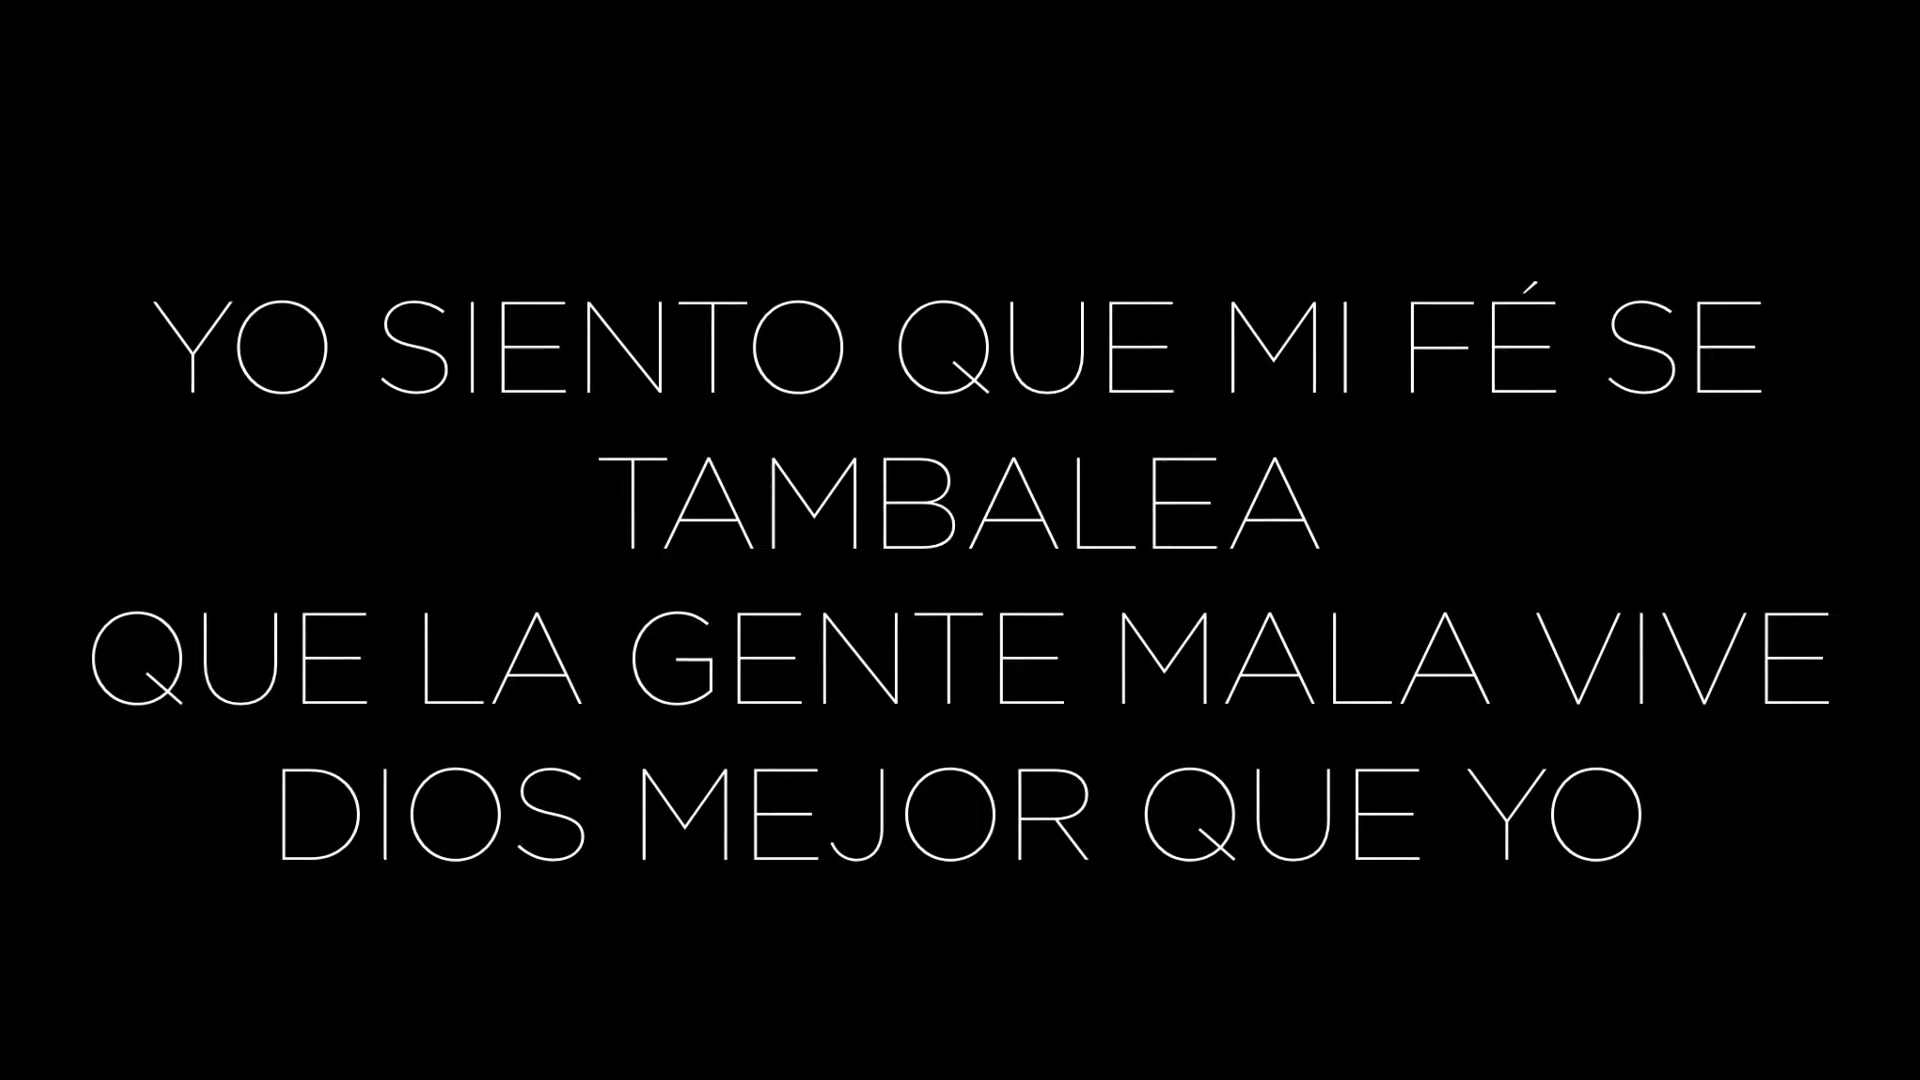 YO SIENTO QUE MI FÉ SE
TAMBALEA
QUE LA GENTE MALA VIVE
DIOS MEJOR QUE YO